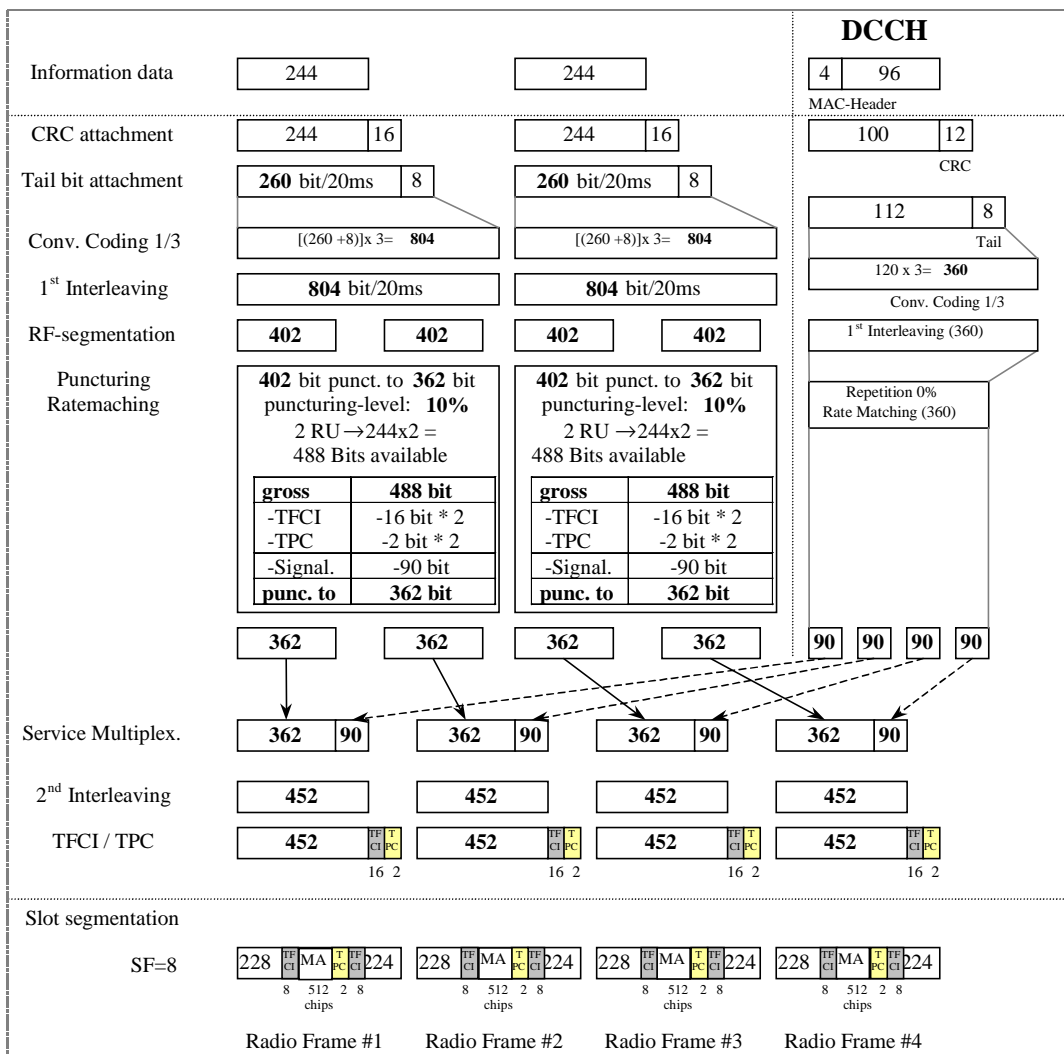 DCCH
Information data 244 244 4 96
MAC-Header
CRC attachment 244 16 244 16 100 12
CRC
Tail bit attachment 260 bit/20ms 8 260 bit/20ms 8
112 8
Tail
Conv. Coding 1/3 [(260 +8)]x 3= 804 [(260 +8)]x 3= 804
120 x 3= 360
Conv. Coding 1/3
1st Interleaving 804 bit/20ms 804 bit/20ms
RF-segmentation 402 402 402 402 1st Interleaving (360)
Puncturing
Ratemaching
402 bit punct. to 362 bit
puncturing-level: 10%
2 RU →244x2 =
488 Bits available
gross 488 bit
-TFCI -16 bit * 2
-TPC -2 bit * 2
-Signal. -90 bit
punc. to 362 bit
402 bit punct. to 362 bit
puncturing-level: 10%
2 RU →244x2 =
488 Bits available
gross 488 bit
-TFCI -16 bit * 2
-TPC -2 bit * 2
-Signal. -90 bit
punc. to 362 bit
Repetition 0%
Rate Matching (360)
362 362 362 362 90 90 90 90
Service Multiplex. 362 90 362 90 362 90 362 90
2nd Interleaving 452 452 452 452
TFCI / TPC 452 TF CI T PC 452 TF CI T PC 452 TF CI T PC 452 TF CI T PC
16 2 16 2 16 2 16 2
Slot segmentation
SF=8 228 TF CI MA T PC TF CI 224 228 TF CI MA T PC TF CI 224 228 TF CI MA T PC TF CI 224 228 TF CI MA T PC TF CI 224
8 512 2 8 8 512 2 8 8 512 2 8 8 512 2 8
chips chips chips chips
Radio Frame #1 Radio Frame #2 Radio Frame #3 Radio Frame #4